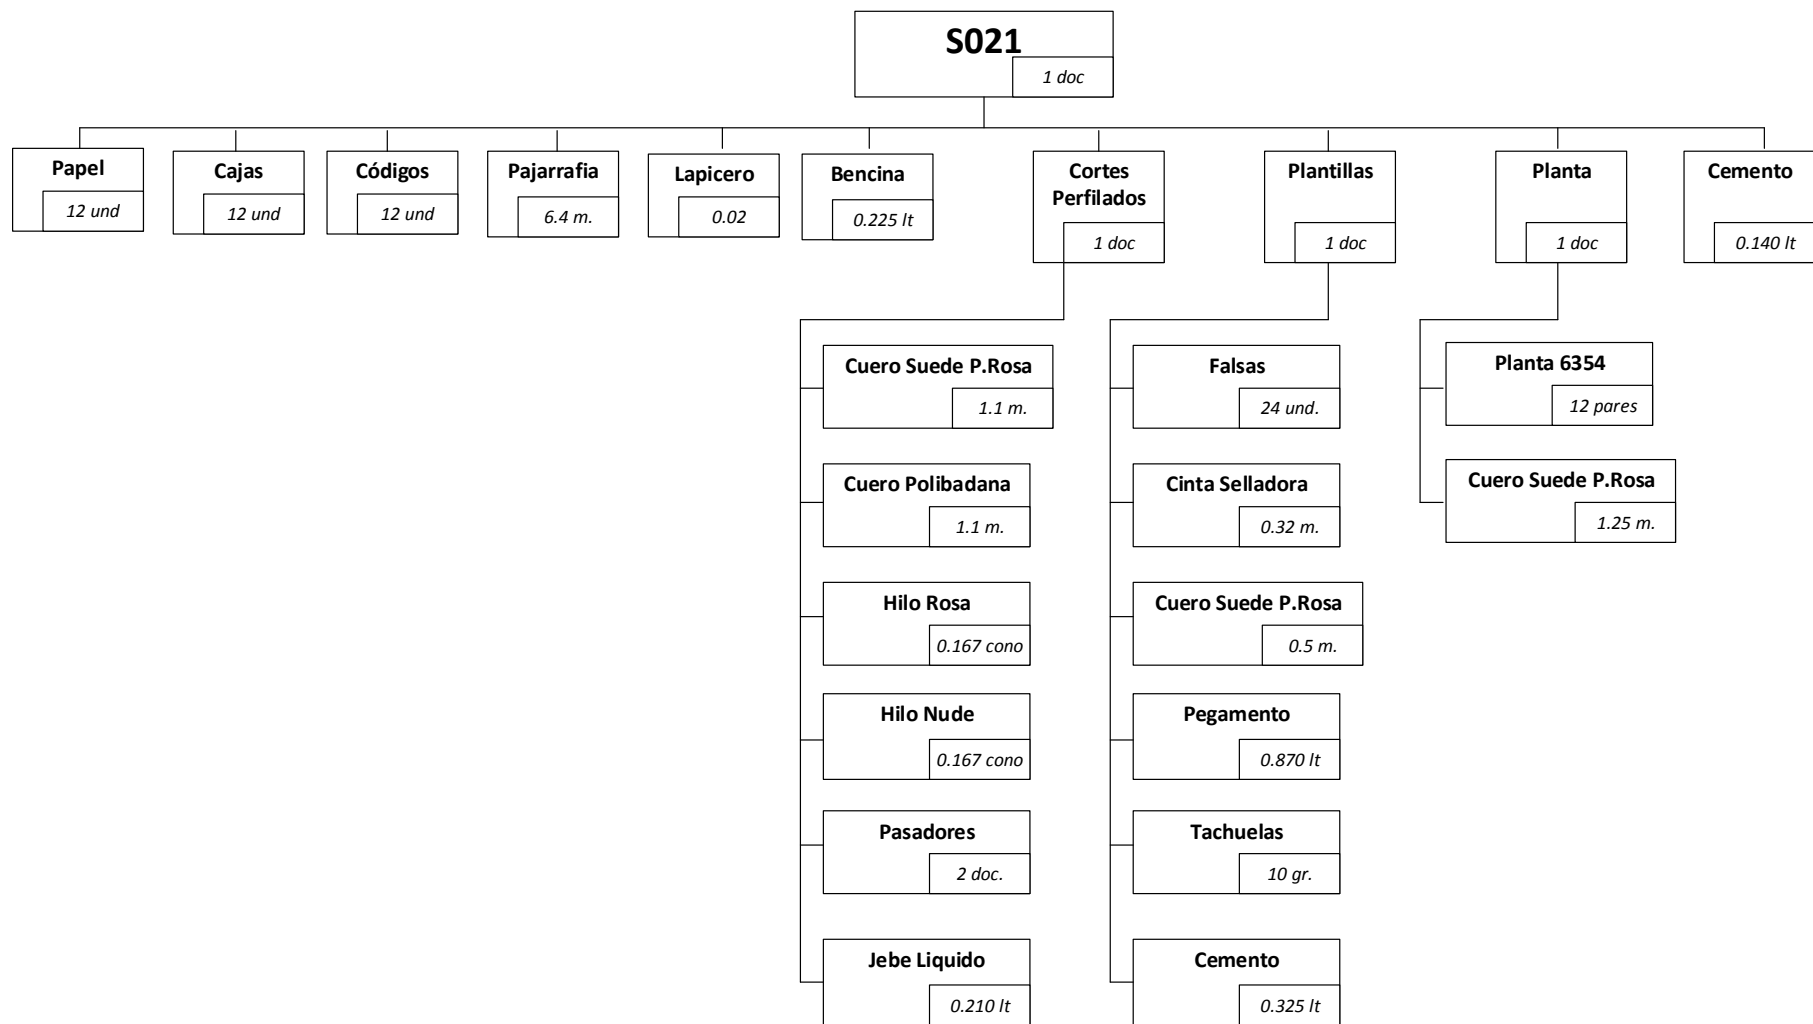 S021
1 doc
Papel
12 und
Cajas
12 und
Códigos
12 und
Pajarrafia
6.4 m.
Lapicero
0.02
Bencina
0.225 lt
Cortes
Perfilados
1 doc
Plantillas
1 doc
Planta
1 doc
Cemento
0.140 lt
Cuero Suede P.Rosa
1.1 m.
Cuero Polibadana
1.1 m.
Hilo Rosa
0.167 cono
Hilo Nude
0.167 cono
Pasadores
2 doc.
Jebe Liquido
0.210 lt
Falsas
24 und.
Cinta Selladora
0.32 m.
Cuero Suede P.Rosa
0.5 m.
Pegamento
0.870 lt
Tachuelas
10 gr.
Cemento
0.325 lt
Planta 6354
12 pares
Cuero Suede P.Rosa
1.25 m.